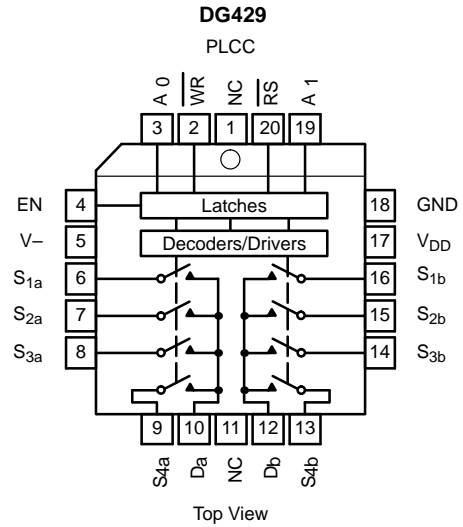 DG429
PLCC
A 0
WR
NC
RS
A 1
3 2 1 20 19
EN 4 Latches 18 GND
V– 5 Decoders/Drivers 17 VDD
S1a 6 16 S1b
S2a 7 15 S2b
S3a 8 14 S3b
9 10 11 12 13
S4a
Da
NC
Db
S4b
Top View